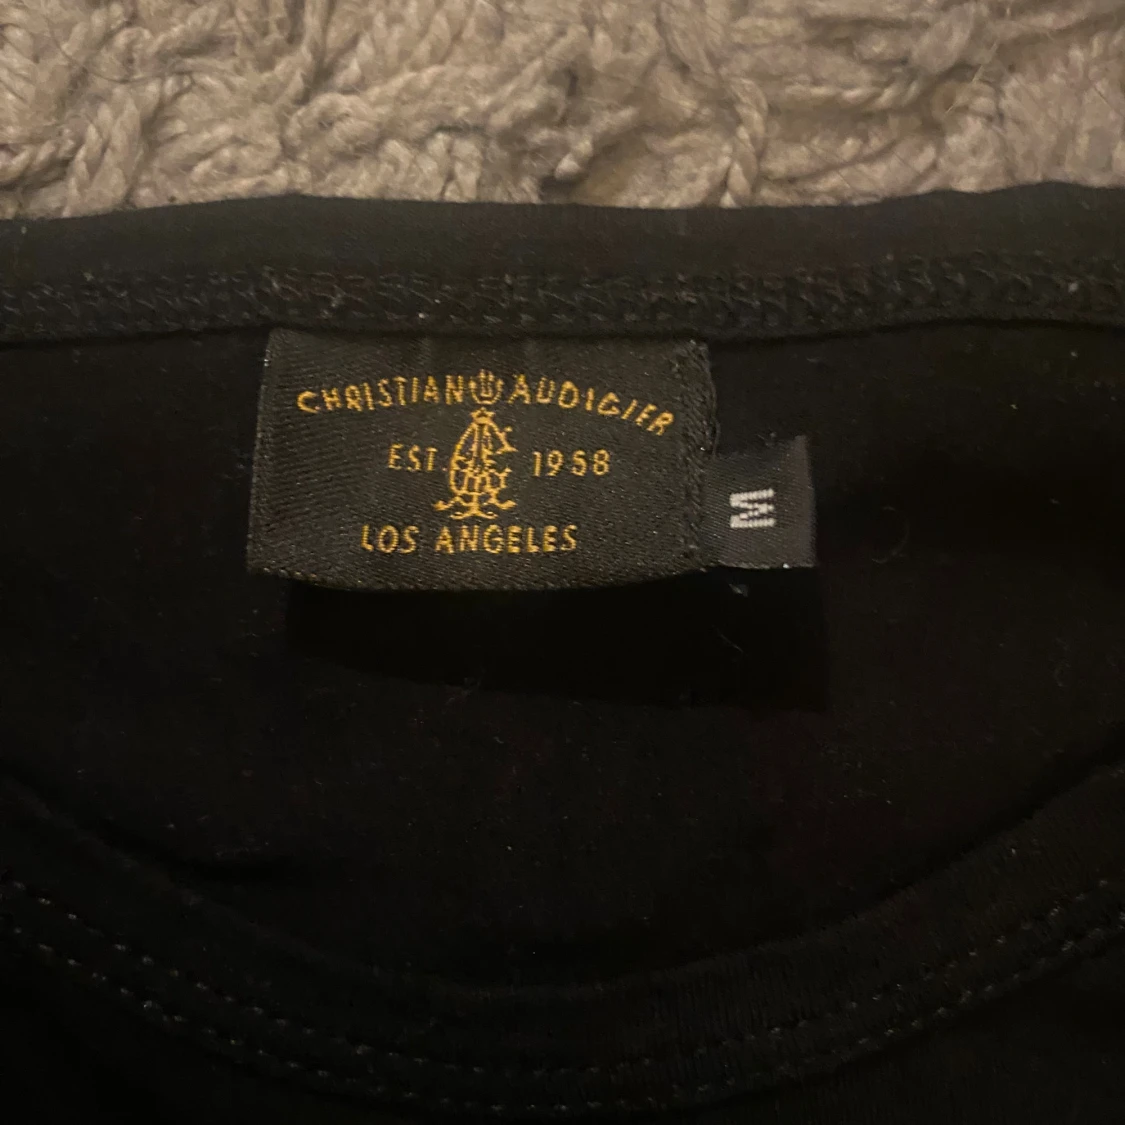 CHRISTIAN AUDIGIER
EST. 1958
LOS ANGELES
M